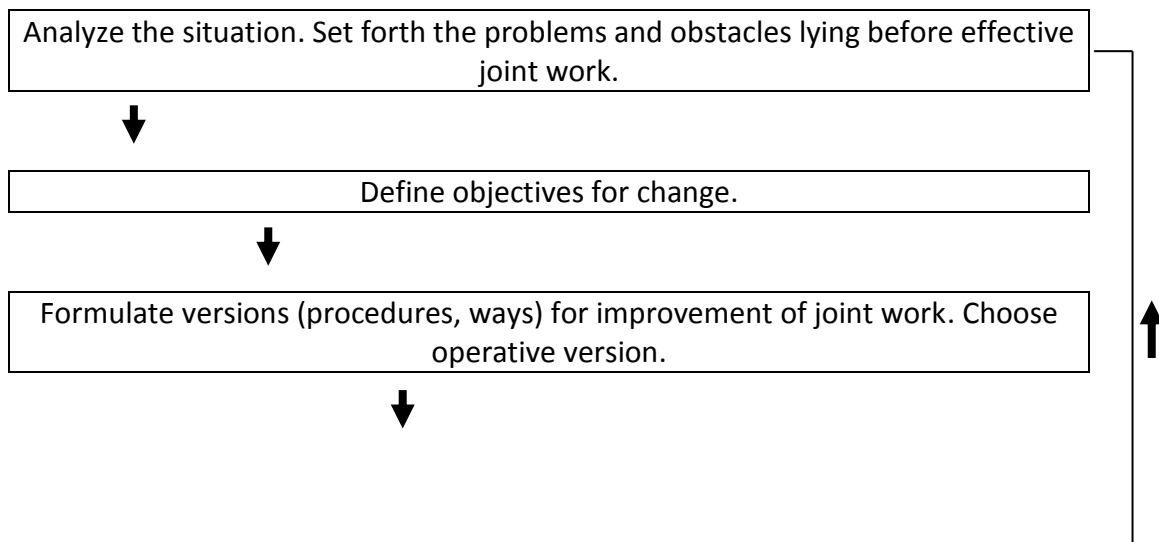 Analyze the situation. Set forth the problems and obstacles lying before effective
joint work.
Define objectives for change.
Formulate versions (procedures, ways) for improvement of joint work. Choose
operative version.